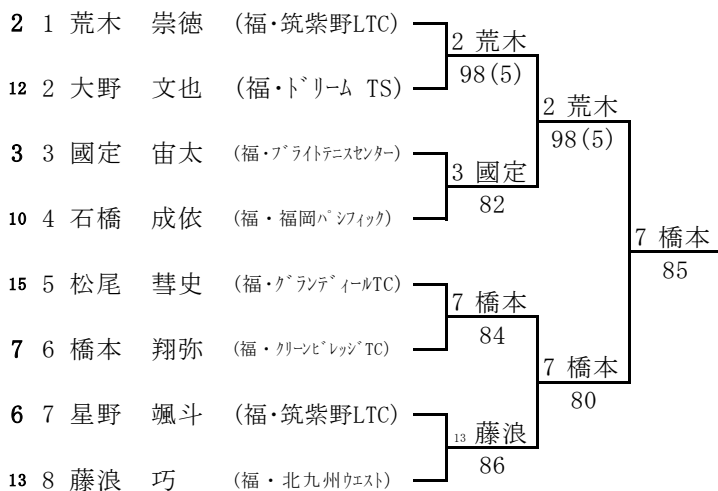 2 1 荒木 崇徳 (福・筑紫野LTC)
12 2 大野 文也 (福・ドリーム TS)
3 3 國定 宙太 (福・ブライトテニスセンター)
10 4 石橋 成依 (福・福岡パシフィック)
15 5 松尾 彗史 (福・グランディールTC)
7 6 橋本 翔弥 (福・クリーンビレッジTC)
6 7 星野 颯斗 (福・筑紫野LTC)
13 8 藤浪 巧 (福・北九州ウエスト)
2 荒木
98(5)
3 國定
82
7 橋本
84
13 藤浪
86
2 荒木
98(5)
7 橋本
80
7 橋本
85